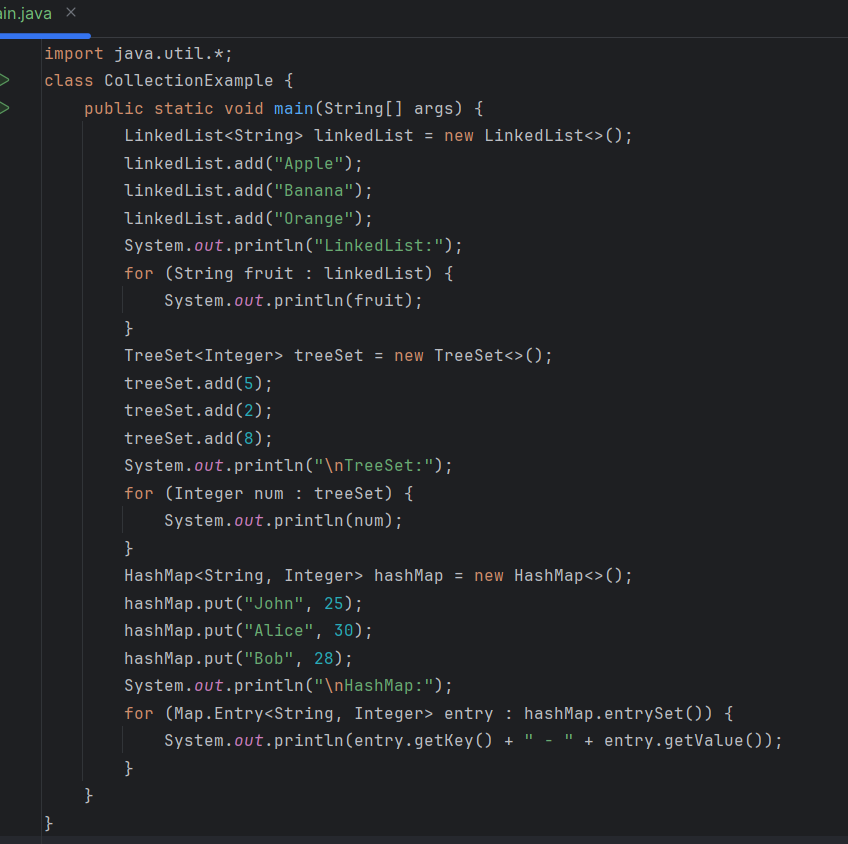 ain.java ×
import java.util.*;
class CollectionExample {
    public static void main(String[] args) {
        LinkedList<String> linkedList = new LinkedList<>();
        linkedList.add("Apple");
        linkedList.add("Banana");
        linkedList.add("Orange");
        System.out.println("LinkedList:");
        for (String fruit : linkedList) {
            System.out.println(fruit);
        }
        TreeSet<Integer> treeSet = new TreeSet<>();
        treeSet.add(5);
        treeSet.add(2);
        treeSet.add(8);
        System.out.println("\nTreeSet:");
        for (Integer num : treeSet) {
            System.out.println(num);
        }
        HashMap<String, Integer> hashMap = new HashMap<>();
        hashMap.put("John", 25);
        hashMap.put("Alice", 30);
        hashMap.put("Bob", 28);
        System.out.println("\nHashMap:");
        for (Map.Entry<String, Integer> entry : hashMap.entrySet()) {
            System.out.println(entry.getKey() + " - " + entry.getValue());
        }
    }
}